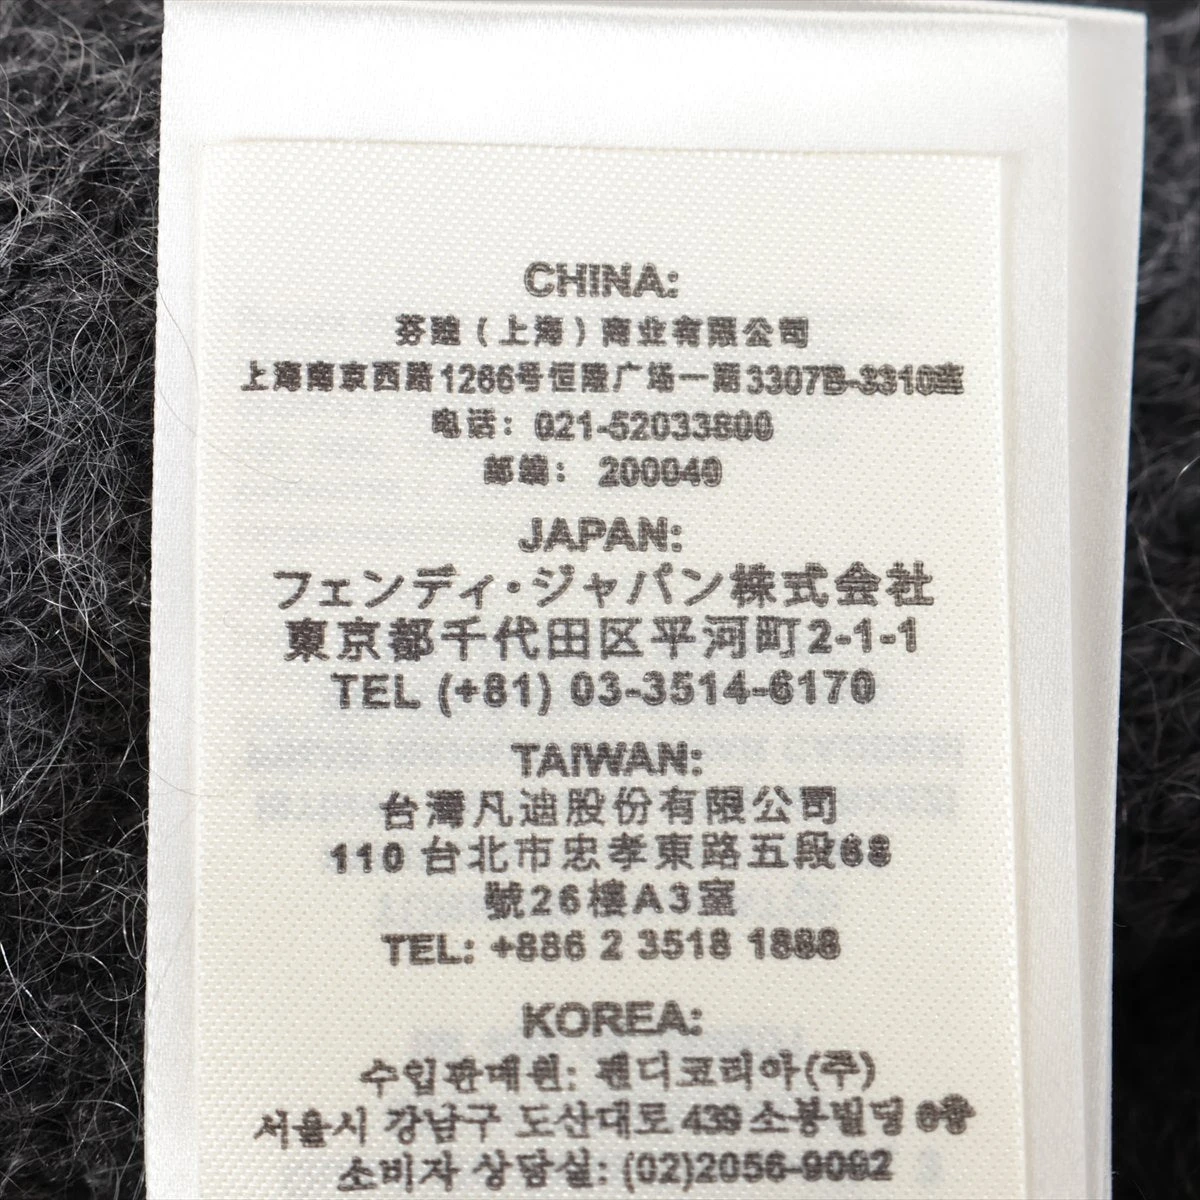 CHINA:
芬迪（上海）商业有限公司
上海南京西路1266号恒隆广场一期3307B-3310室
电话：021-52033800
邮编：200040
JAPAN:
フェンディ・ジャパン株式会社
東京都千代田区平河町2-1-1
TEL (+81) 03-3514-6170
TAIWAN:
台灣凡迪股份有限公司
110 台北市忠孝東路五段68
號26樓A3室
TEL: +886 2 3518 1888
KOREA:
수입판매원: 펜디코리아(주)
서울시 강남구 도산대로 439 소봉빌딩 6층
소비자 상담실: (02)2056-9092